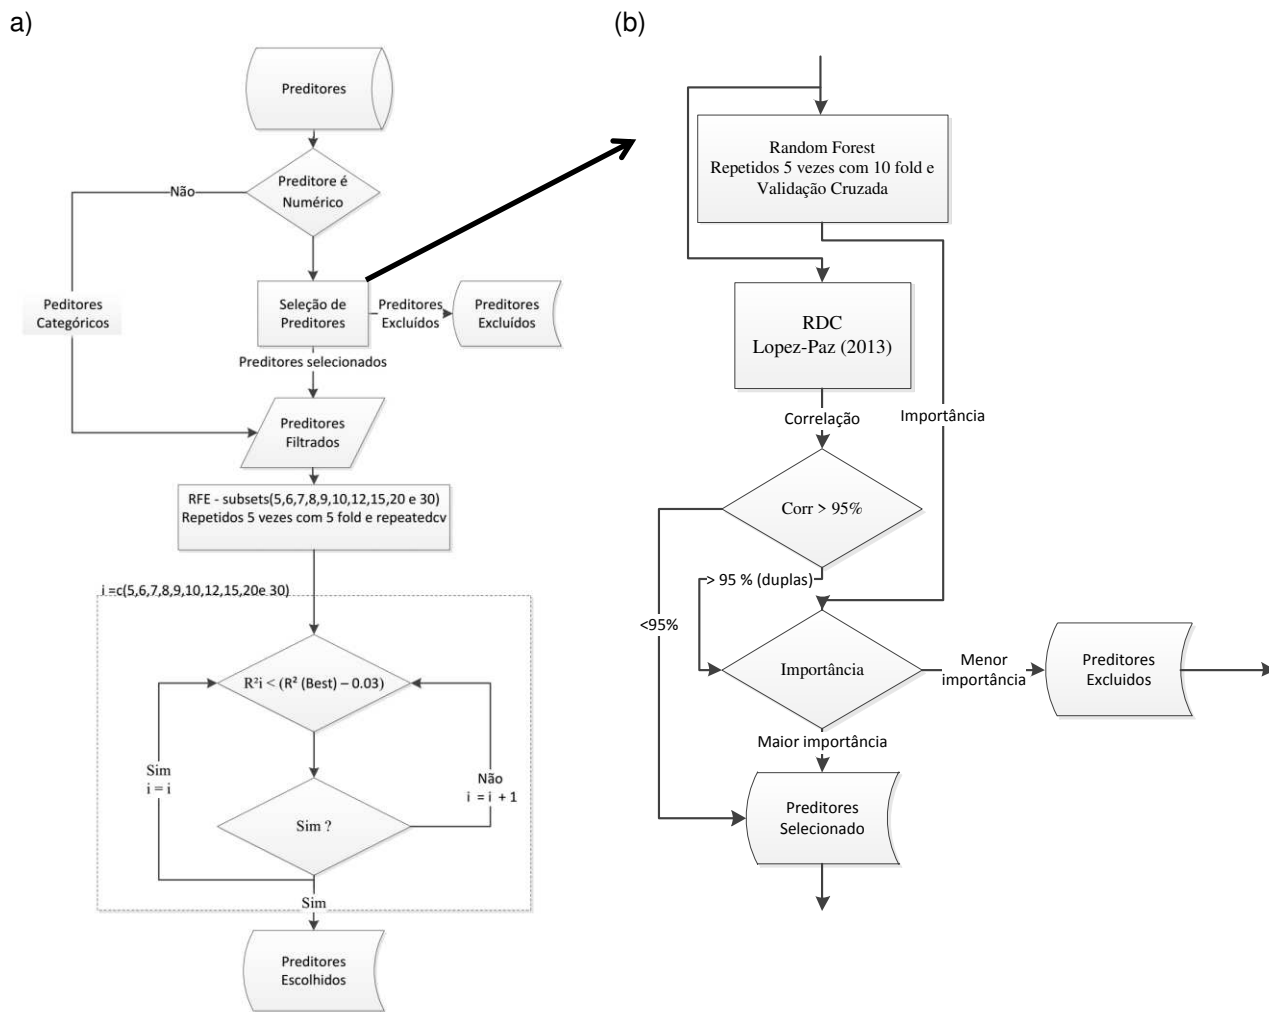 a)
Preditores
Preditore é
Numérico
Não
Peditores
Categóricos
Seleção de
Preditores
Preditores
Excluídos
Preditores
Excluídos
Preditores selecionados
Preditores
Filtrados
RFE - subsets(5,6,7,8,9,10,12,15,20 e 30)
Repetidos 5 vezes com 5 fold e repeatedcv
i =c(5,6,7,8,9,10,12,15,20e 30)
R²i < (R² (Best) – 0.03)
Sim
i = i
Não
i = i + 1
Sim ?
Sim
Preditores
Escolhidos
(b)
Random Forest
Repetidos 5 vezes com 10 fold e
Validação Cruzada
RDC
Lopez-Paz (2013)
Correlação
Importância
Corr > 95%
> 95 % (duplas)
<95%
Importância
Menor
importância
Preditores
Excluidos
Maior importância
Preditores
Selecionado